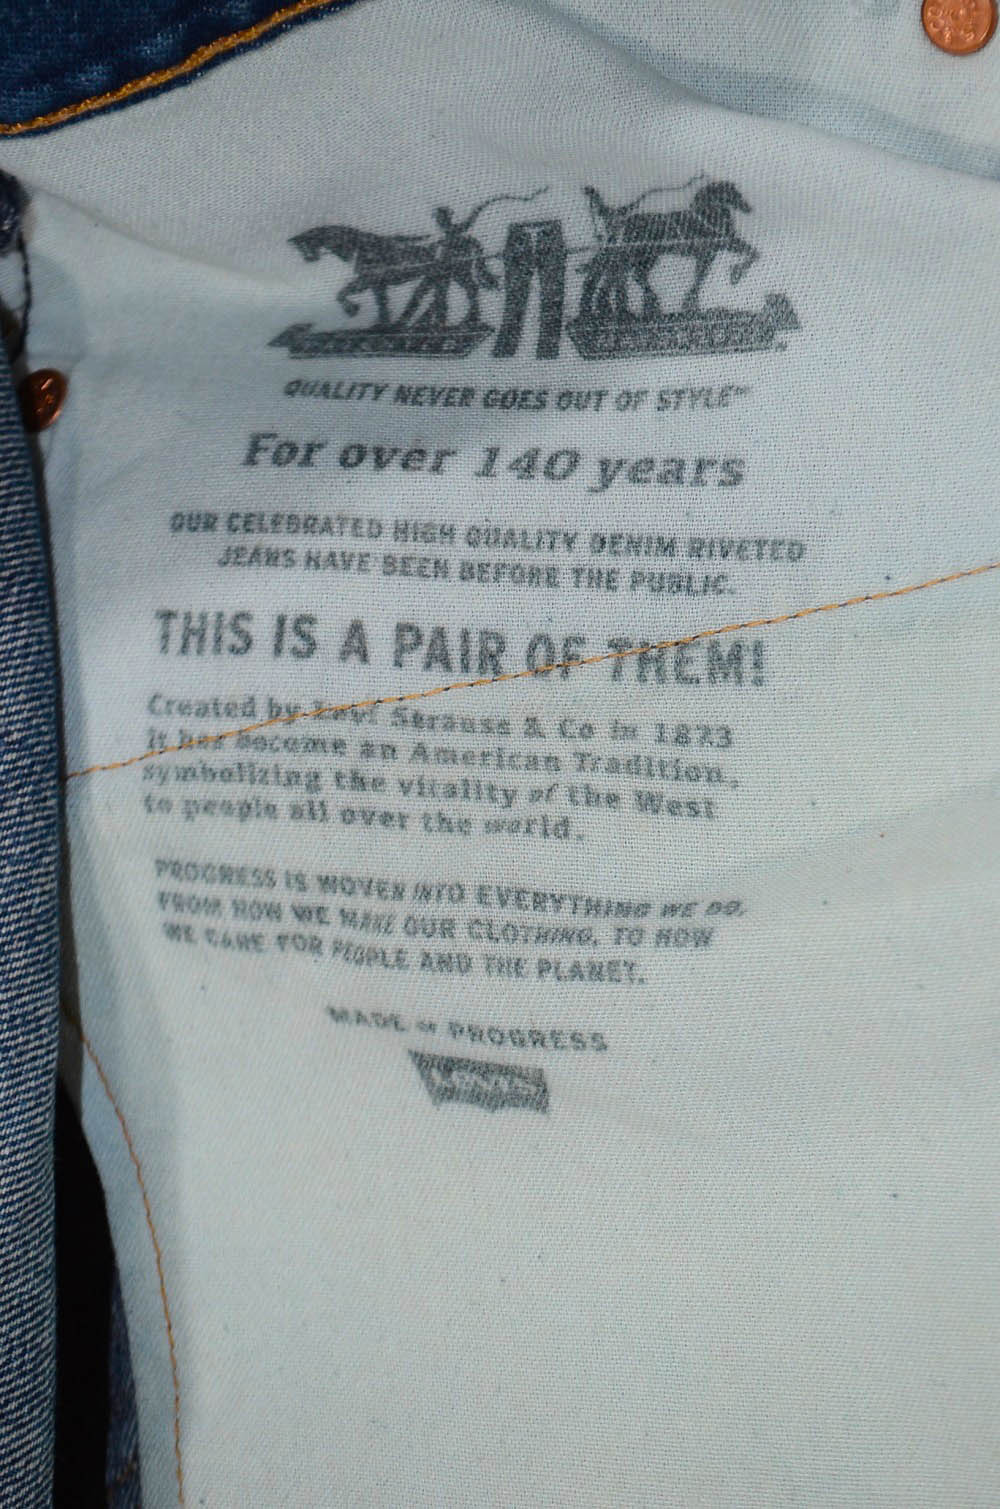 QUALITY NEVER GOES OUT OF STYLE™
For over 140 years
OUR CELEBRATED HIGH QUALITY DENIM RIVETED
JEANS HAVE BEEN BEFORE THE PUBLIC.
THIS IS A PAIR OF THEM!
Created by Levi Strauss & Co in 1873
It has become an American Tradition,
symbolizing the vitality of the West
to people all over the world.
PROGRESS IS WOVEN INTO EVERYTHING WE DO,
FROM HOW WE MAKE OUR CLOTHING, TO HOW
WE CARE FOR PEOPLE AND THE PLANET.
MADE OF PROGRESS
Levi's